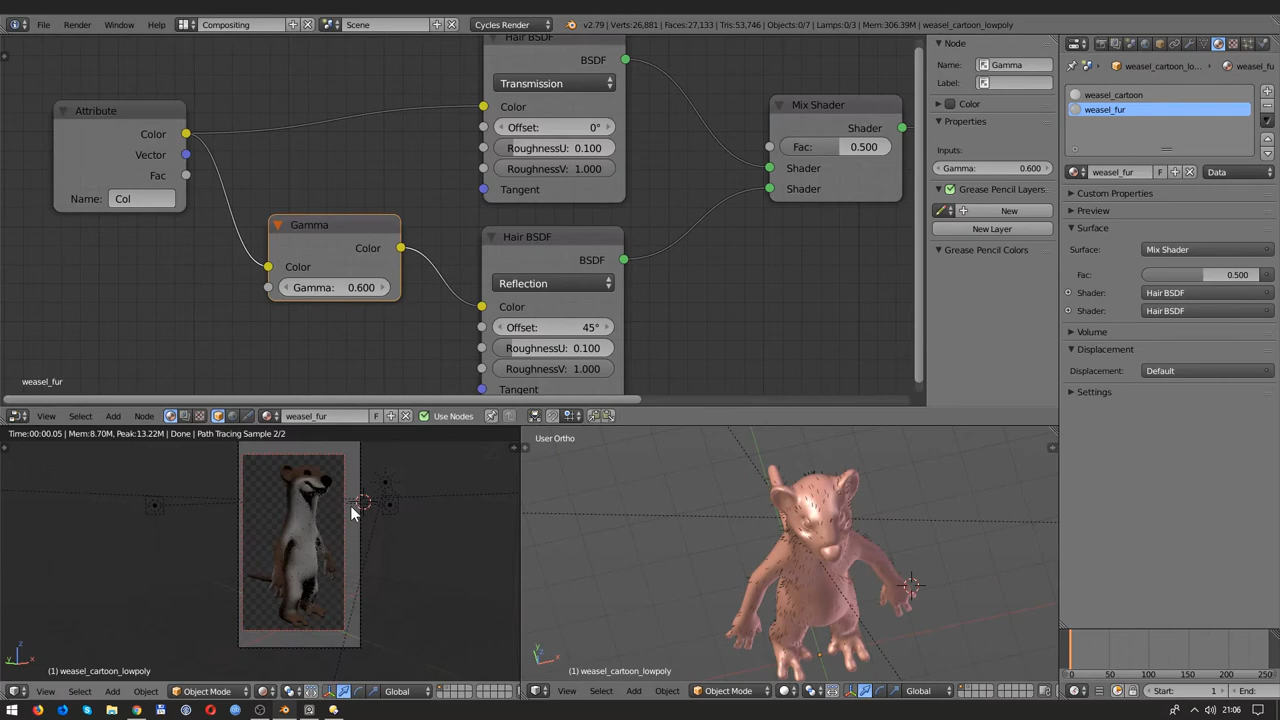 File Edit Window Help Compositing Scene Cycles Render v2.79 | Verts:26,881 | Faces:27,133 | Tris:53,746 | Objects:0/7 | Lamps:0/3 | Mem:306.39M | weasel_cartoon_lowpoly
Hair BSDF
BSDF
Transmission
Color
Offset: 0°
RoughnessU: 0.100
RoughnessV: 1.000
Tangent
Attribute
Color
Vector
Fac
Name: Col
Gamma
Color
Color
Gamma: 0.600
Hair BSDF
BSDF
Reflection
Color
Offset: 45°
RoughnessU: 0.100
RoughnessV: 1.000
Tangent
Mix Shader
Shader
Fac: 0.500
Shader
Shader
weasel_fur
Node
Name: Gamma
Label:
Color
Properties
Inputs:
Gamma: 0.600
Grease Pencil Layers
New
New Layer
Grease Pencil Colors
weasel_cartoon_lo... weasel_fu
weasel_cartoon
weasel_fur
weasel_fur F Data
Custom Properties
Preview
Surface
Surface: Mix Shader
Fac: 0.500
Shader: Hair BSDF
Shader: Hair BSDF
Volume
Displacement
Displacement: Default
Settings
View Select Add Node weasel_fur F Use Nodes
Time:00:00.05 | Mem:8.70M, Peak:13.22M | Done | Path Tracing Sample 2/2
(1) weasel_cartoon_lowpoly
View Select Add Object Object Mode Global
User Ortho
(1) weasel_cartoon_lowpoly
View Select Add Object Object Mode Global
0 50 100 150 200
Start: 1 End:
21:06